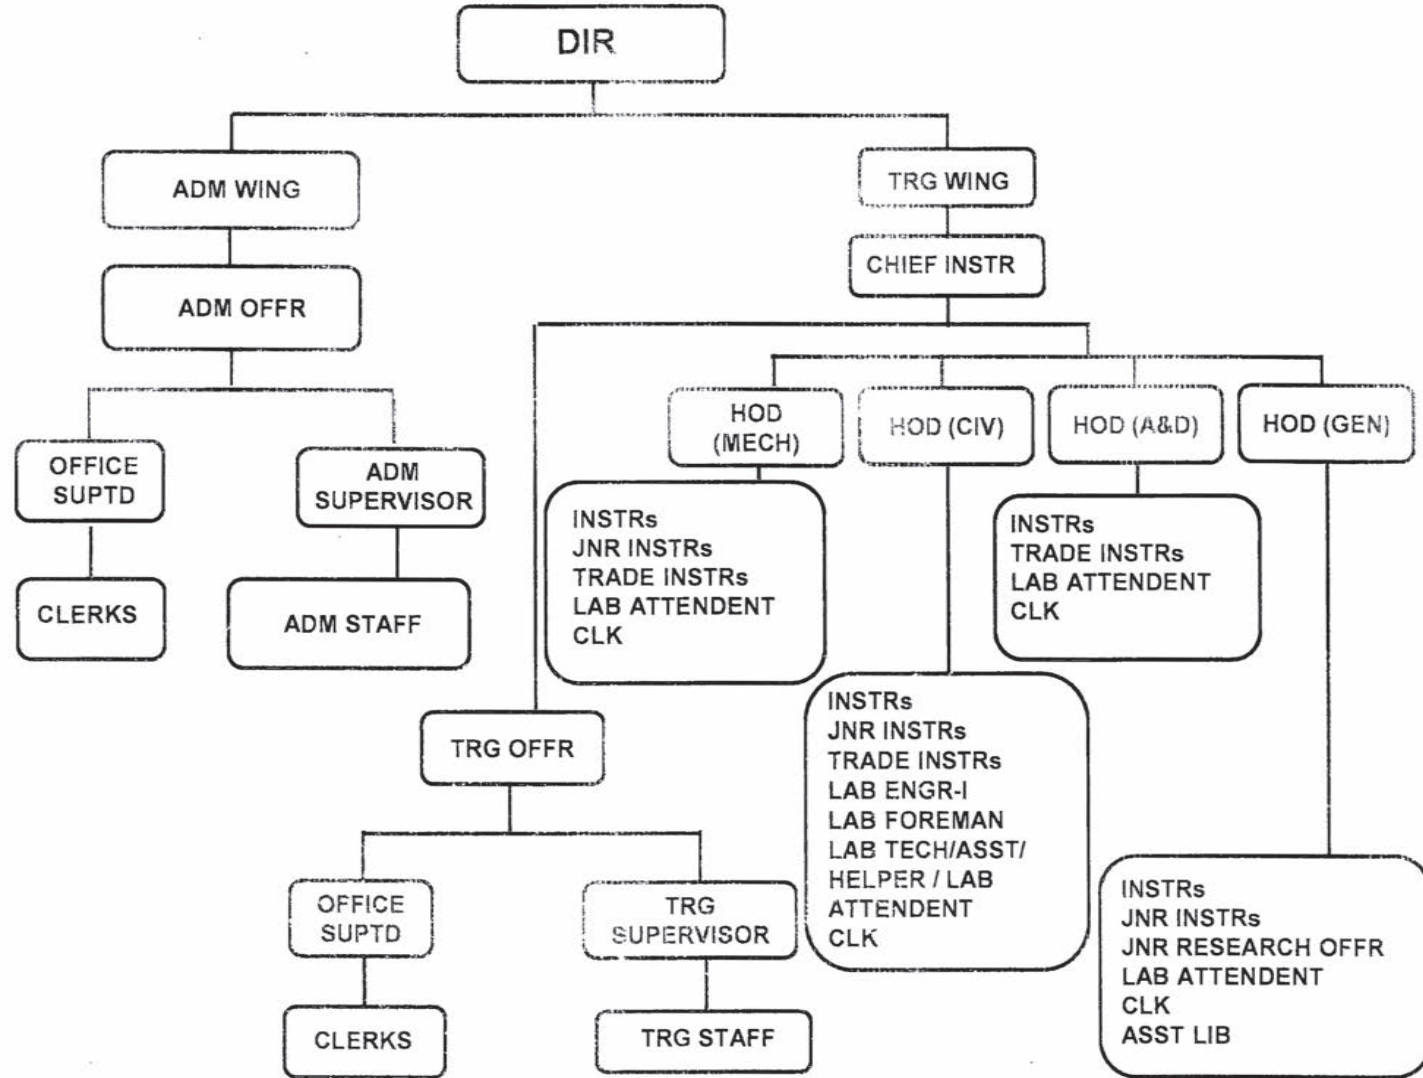 DIR
ADM WING
TRG WING
ADM OFFR
CHIEF INSTR
OFFICE
SUPTD
ADM
SUPERVISOR
HOD
(MECH)
HOD (CIV)
HOD (A&D)
HOD (GEN)
CLERKS
ADM STAFF
INSTRs
JNR INSTRs
TRADE INSTRs
LAB ATTENDENT
CLK
INSTRs
TRADE INSTRs
LAB ATTENDENT
CLK
TRG OFFR
INSTRs
JNR INSTRs
TRADE INSTRs
LAB ENGR-I
LAB FOREMAN
LAB TECH/ASST/
HELPER / LAB
ATTENDENT
CLK
OFFICE
SUPTD
TRG
SUPERVISOR
INSTRs
JNR INSTRs
JNR RESEARCH OFFR
LAB ATTENDENT
CLK
ASST LIB
CLERKS
TRG STAFF